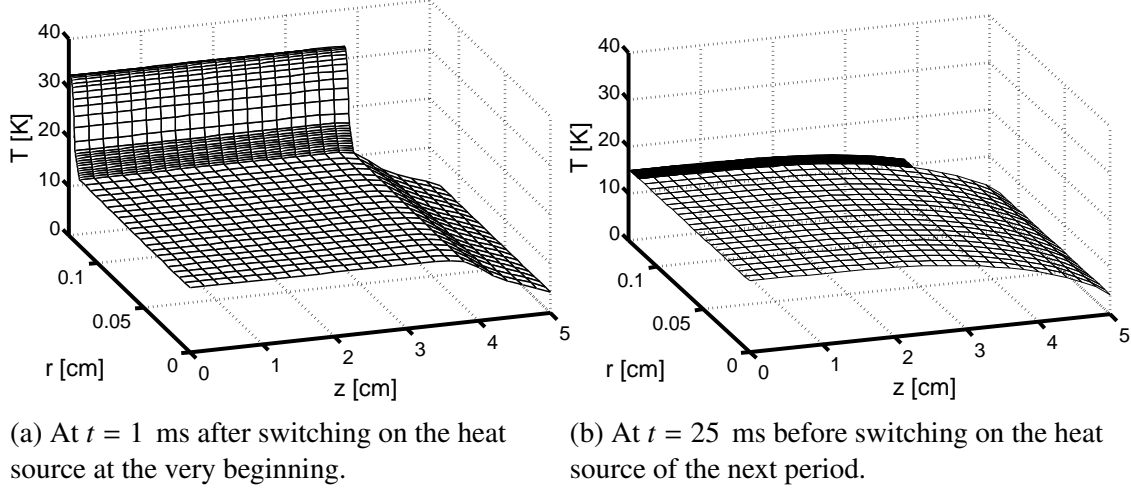 40
30
20
10
0
T [K]
0.1
0.05
0
r [cm]
0
1
2
3
4
5
z [cm]
40
30
20
10
0
T [K]
0.1
0.05
0
r [cm]
0
1
2
3
4
5
z [cm]
(a) At t = 1 ms after switching on the heat
source at the very beginning.
(b) At t = 25 ms before switching on the heat
source of the next period.